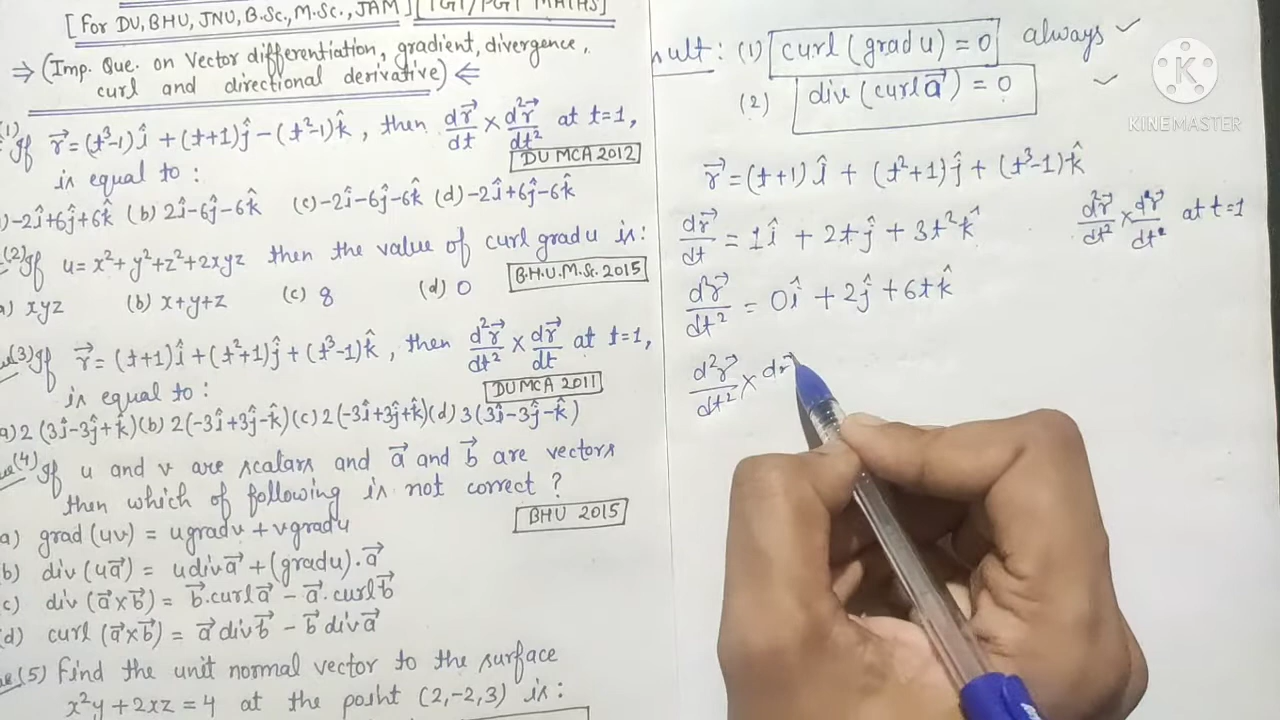 [For DU, BHU, JNU, B.Sc., M.Sc., JAM] [TGT/PGT MATHS]
⇒ (Imp. Que. on Vector differentiation, gradient, divergence,
curl and directional derivative) ⇐
(1) If r⃗ = (t³-1)î + (t+1)ĵ - (t²-1)k̂, then dr⃗/dt × d²r⃗/dt² at t=1,
is equal to :
DU MCA 2012
) -2î+6ĵ+6k̂ (b) 2î-6ĵ-6k̂ (c) -2î-6ĵ-6k̂ (d) -2î+6ĵ-6k̂
(2) If u = x²+y²+z²+2xyz then the value of curl grad u is:
B.H.U.M.Sc. 2015
a) xyz (b) x+y+z (c) 8 (d) 0
(3) If r⃗ = (t+1)î + (t²+1)ĵ + (t³-1)k̂, then d²r⃗/dt² × dr⃗/dt at t=1,
is equal to :
DU MCA 2011
a) 2(3î-3ĵ+k̂) (b) 2(-3î+3ĵ-k̂) (c) 2(-3î+3ĵ+k̂) (d) 3(3î-3ĵ-k̂)
(4) If u and v are scalars and a⃗ and b⃗ are vectors
then which of following is not correct ?
BHU 2015
a) grad (uv) = u grad v + v grad u
b) div (ua⃗) = u div a⃗ + (grad u). a⃗
c) div (a⃗ × b⃗) = b⃗. curl a⃗ - a⃗. curl b⃗
(d) curl (a⃗ × b⃗) = a⃗ div b⃗ - b⃗ div a⃗
(5) Find the unit normal vector to the surface
x²y + 2xz = 4 at the point (2,-2,3) is :
ult : (1) curl (grad u) = 0 always ✓
(2) div (curl a⃗) = 0 ✓
K
KINEMASTER
r⃗ = (t+1)î + (t²+1)ĵ + (t³-1)k̂
dr⃗/dt = 1î + 2tĵ + 3t²k̂
d²r⃗/dt² × dr⃗/dt at t=1
d²r⃗/dt² = 0î + 2ĵ + 6tk̂
d²r⃗/dt² × dr⃗